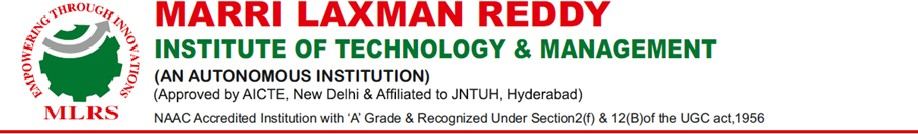 EMPOWERING THROUGH INNOVATIONS
MLRS
MARRI LAXMAN REDDY
INSTITUTE OF TECHNOLOGY & MANAGEMENT
(AN AUTONOMOUS INSTITUTION)
(Approved by AICTE, New Delhi & Affiliated to JNTUH, Hyderabad)
NAAC Accredited Institution with ‘A’ Grade & Recognized Under Section2(f) & 12(B)of the UGC act,1956